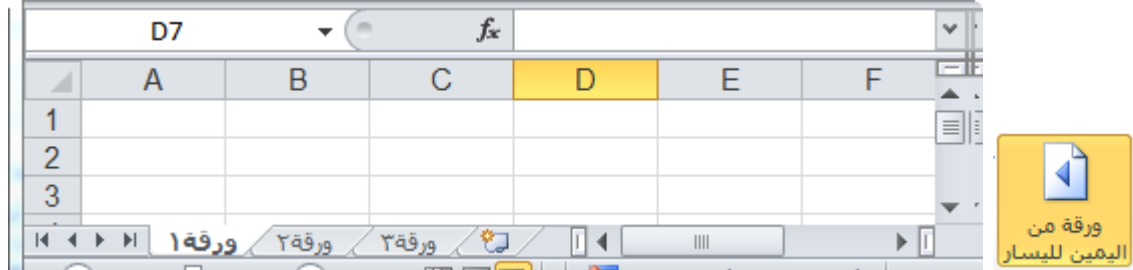 D7 fx
A B C D E F
1
2
3
ورقة١ ورقة٢ ورقة٣
ورقة من
اليمين لليسار